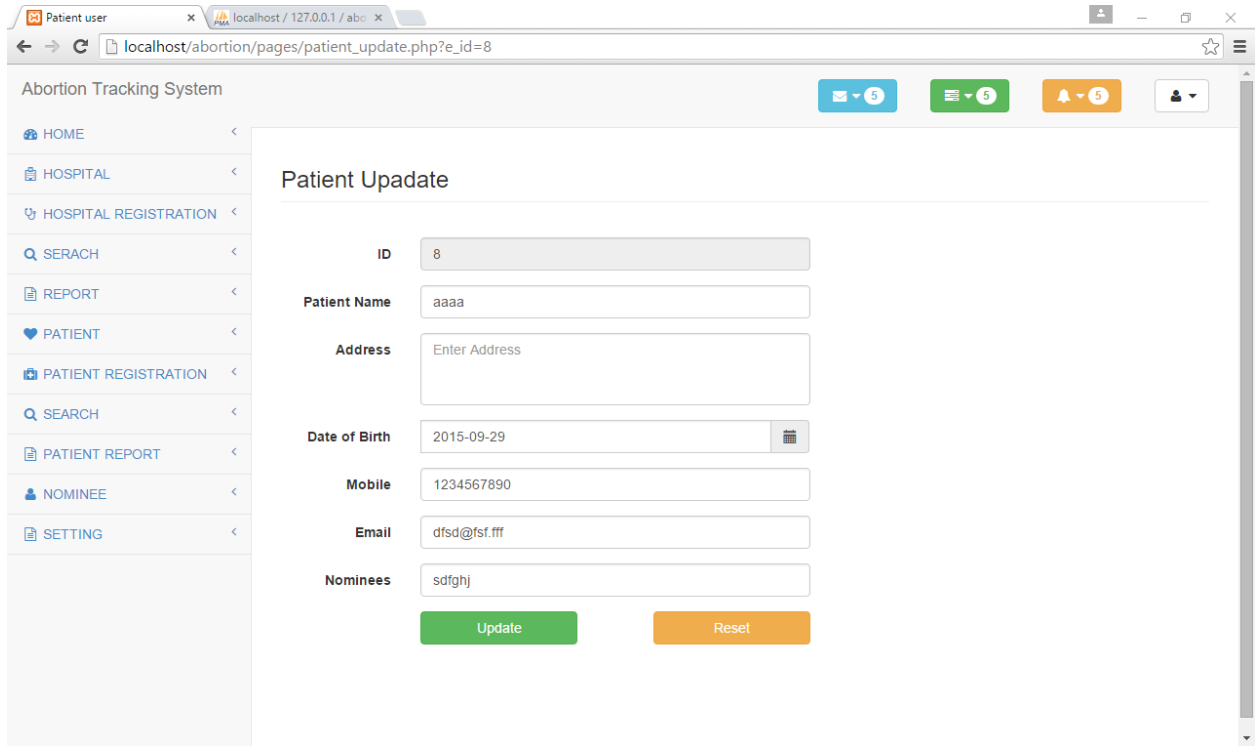 Patient user
localhost / 127.0.0.1 / abo
localhost/abortion/pages/patient_update.php?e_id=8
Abortion Tracking System
5
5
5
HOME
HOSPITAL
HOSPITAL REGISTRATION
SERACH
REPORT
PATIENT
PATIENT REGISTRATION
SEARCH
PATIENT REPORT
NOMINEE
SETTING
Patient Upadate
ID 8
Patient Name aaaa
Address Enter Address
Date of Birth 2015-09-29
Mobile 1234567890
Email dfsd@fsf.fff
Nominees sdfghj
Update Reset